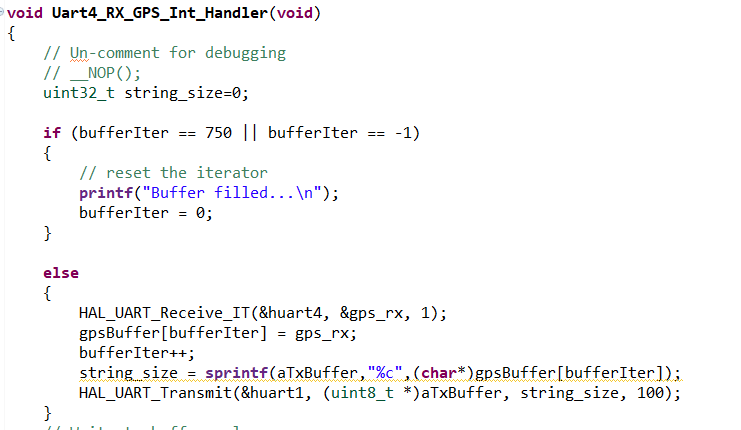 void Uart4_RX_GPS_Int_Handler(void)
{
// Un-comment for debugging
// __NOP();
uint32_t string_size=0;
if (bufferIter == 750 || bufferIter == -1)
{
// reset the iterator
printf("Buffer filled...\n");
bufferIter = 0;
}
else
{
HAL_UART_Receive_IT(&huart4, &gps_rx, 1);
gpsBuffer[bufferIter] = gps_rx;
bufferIter++;
string_size = sprintf(aTxBuffer,"%c",(char*)gpsBuffer[bufferIter]);
HAL_UART_Transmit(&huart1, (uint8_t *)aTxBuffer, string_size, 100);
}